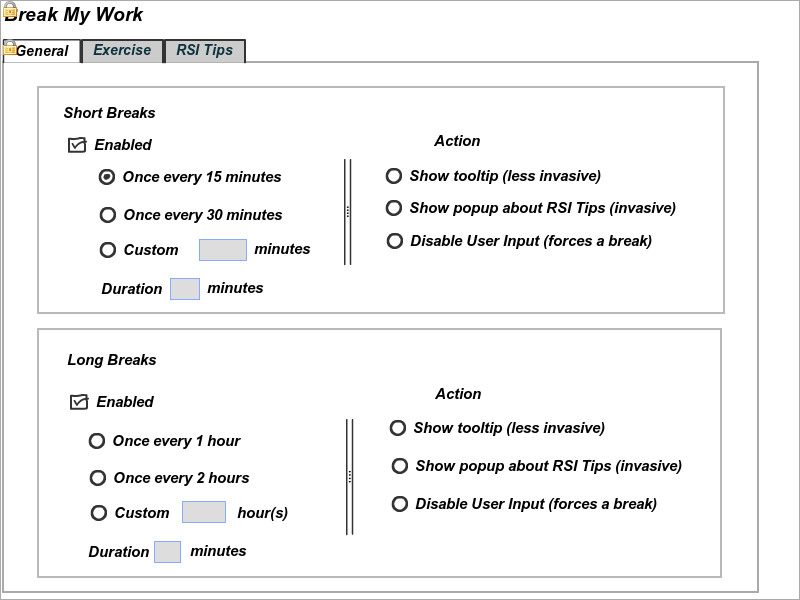 Break My Work
General Exercise RSI Tips
Short Breaks
Enabled
Once every 15 minutes
Once every 30 minutes
Custom minutes
Duration minutes
Action
Show tooltip (less invasive)
Show popup about RSI Tips (invasive)
Disable User Input (forces a break)
Long Breaks
Enabled
Once every 1 hour
Once every 2 hours
Custom hour(s)
Duration minutes
Action
Show tooltip (less invasive)
Show popup about RSI Tips (invasive)
Disable User Input (forces a break)